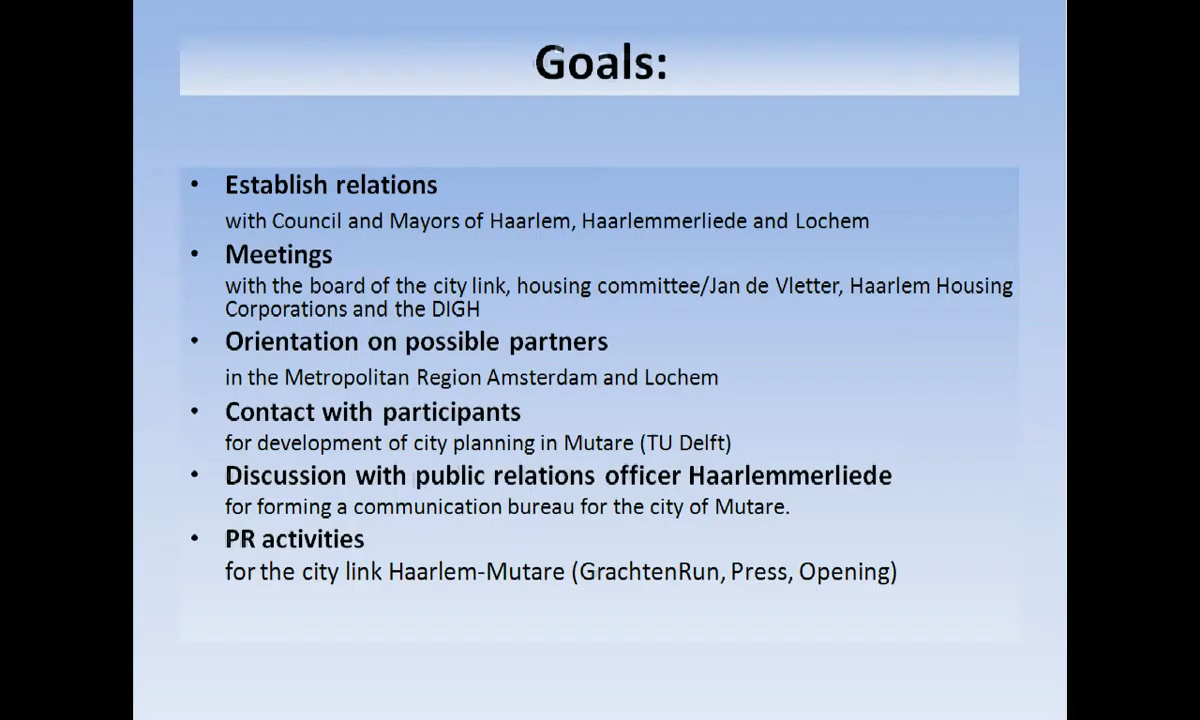 Goals:
• Establish relations
with Council and Mayors of Haarlem, Haarlemmerliede and Lochem
• Meetings
with the board of the city link, housing committee/Jan de Vletter, Haarlem Housing
Corporations and the DIGH
• Orientation on possible partners
in the Metropolitan Region Amsterdam and Lochem
• Contact with participants
for development of city planning in Mutare (TU Delft)
• Discussion with public relations officer Haarlemmerliede
for forming a communication bureau for the city of Mutare.
• PR activities
for the city link Haarlem-Mutare (GrachtenRun, Press, Opening)